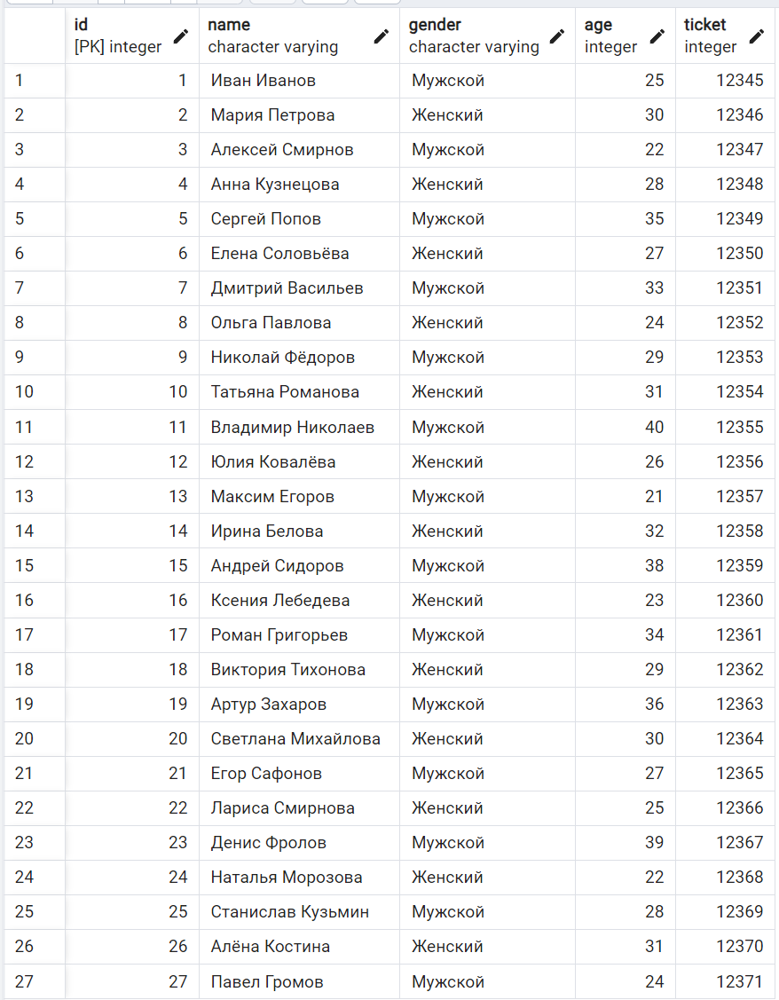 id name gender age ticket
[PK] integer character varying character varying integer integer
1 1 Иван Иванов Мужской 25 12345
2 2 Мария Петрова Женский 30 12346
3 3 Алексей Смирнов Мужской 22 12347
4 4 Анна Кузнецова Женский 28 12348
5 5 Сергей Попов Мужской 35 12349
6 6 Елена Соловьёва Женский 27 12350
7 7 Дмитрий Васильев Мужской 33 12351
8 8 Ольга Павлова Женский 24 12352
9 9 Николай Фёдоров Мужской 29 12353
10 10 Татьяна Романова Женский 31 12354
11 11 Владимир Николаев Мужской 40 12355
12 12 Юлия Ковалёва Женский 26 12356
13 13 Максим Егоров Мужской 21 12357
14 14 Ирина Белова Женский 32 12358
15 15 Андрей Сидоров Мужской 38 12359
16 16 Ксения Лебедева Женский 23 12360
17 17 Роман Григорьев Мужской 34 12361
18 18 Виктория Тихонова Женский 29 12362
19 19 Артур Захаров Мужской 36 12363
20 20 Светлана Михайлова Женский 30 12364
21 21 Егор Сафонов Мужской 27 12365
22 22 Лариса Смирнова Женский 25 12366
23 23 Денис Фролов Мужской 39 12367
24 24 Наталья Морозова Женский 22 12368
25 25 Станислав Кузьмин Мужской 28 12369
26 26 Алёна Костина Женский 31 12370
27 27 Павел Громов Мужской 24 12371